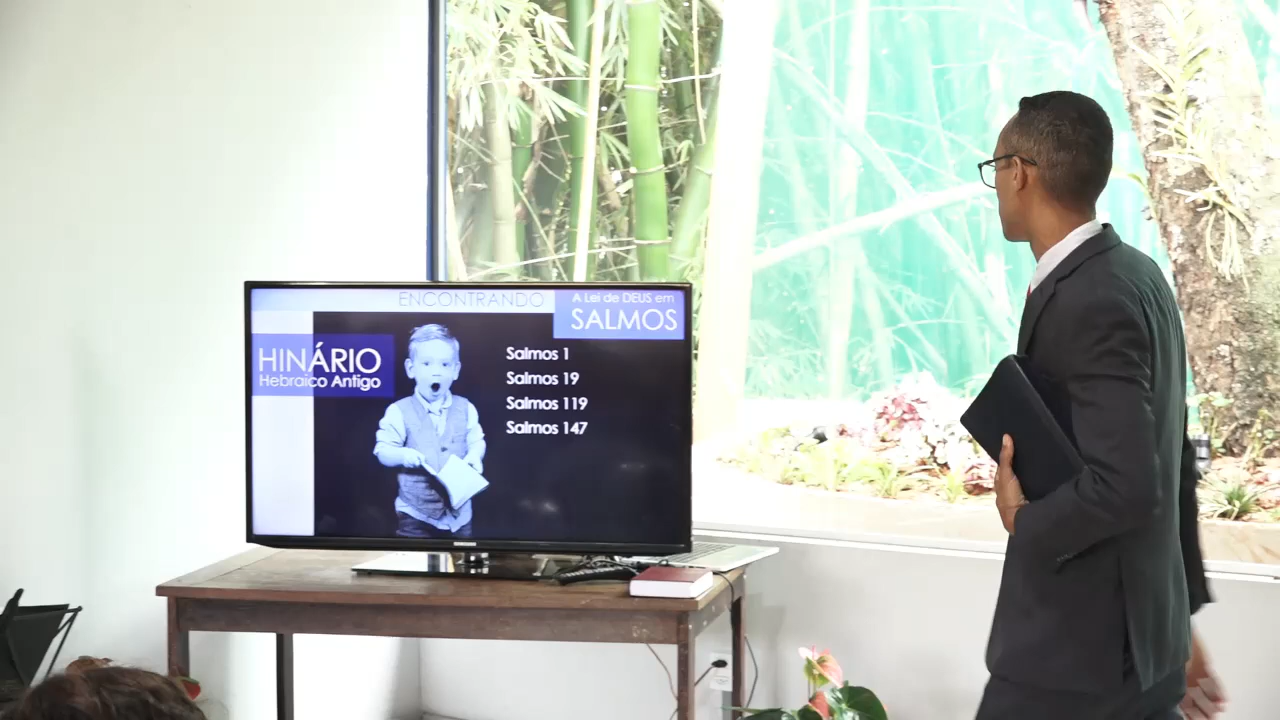 ENCONTRANDO
A Lei de DEUS em
SALMOS
HINÁRIO
Hebraico Antigo
Salmos 1
Salmos 19
Salmos 119
Salmos 147